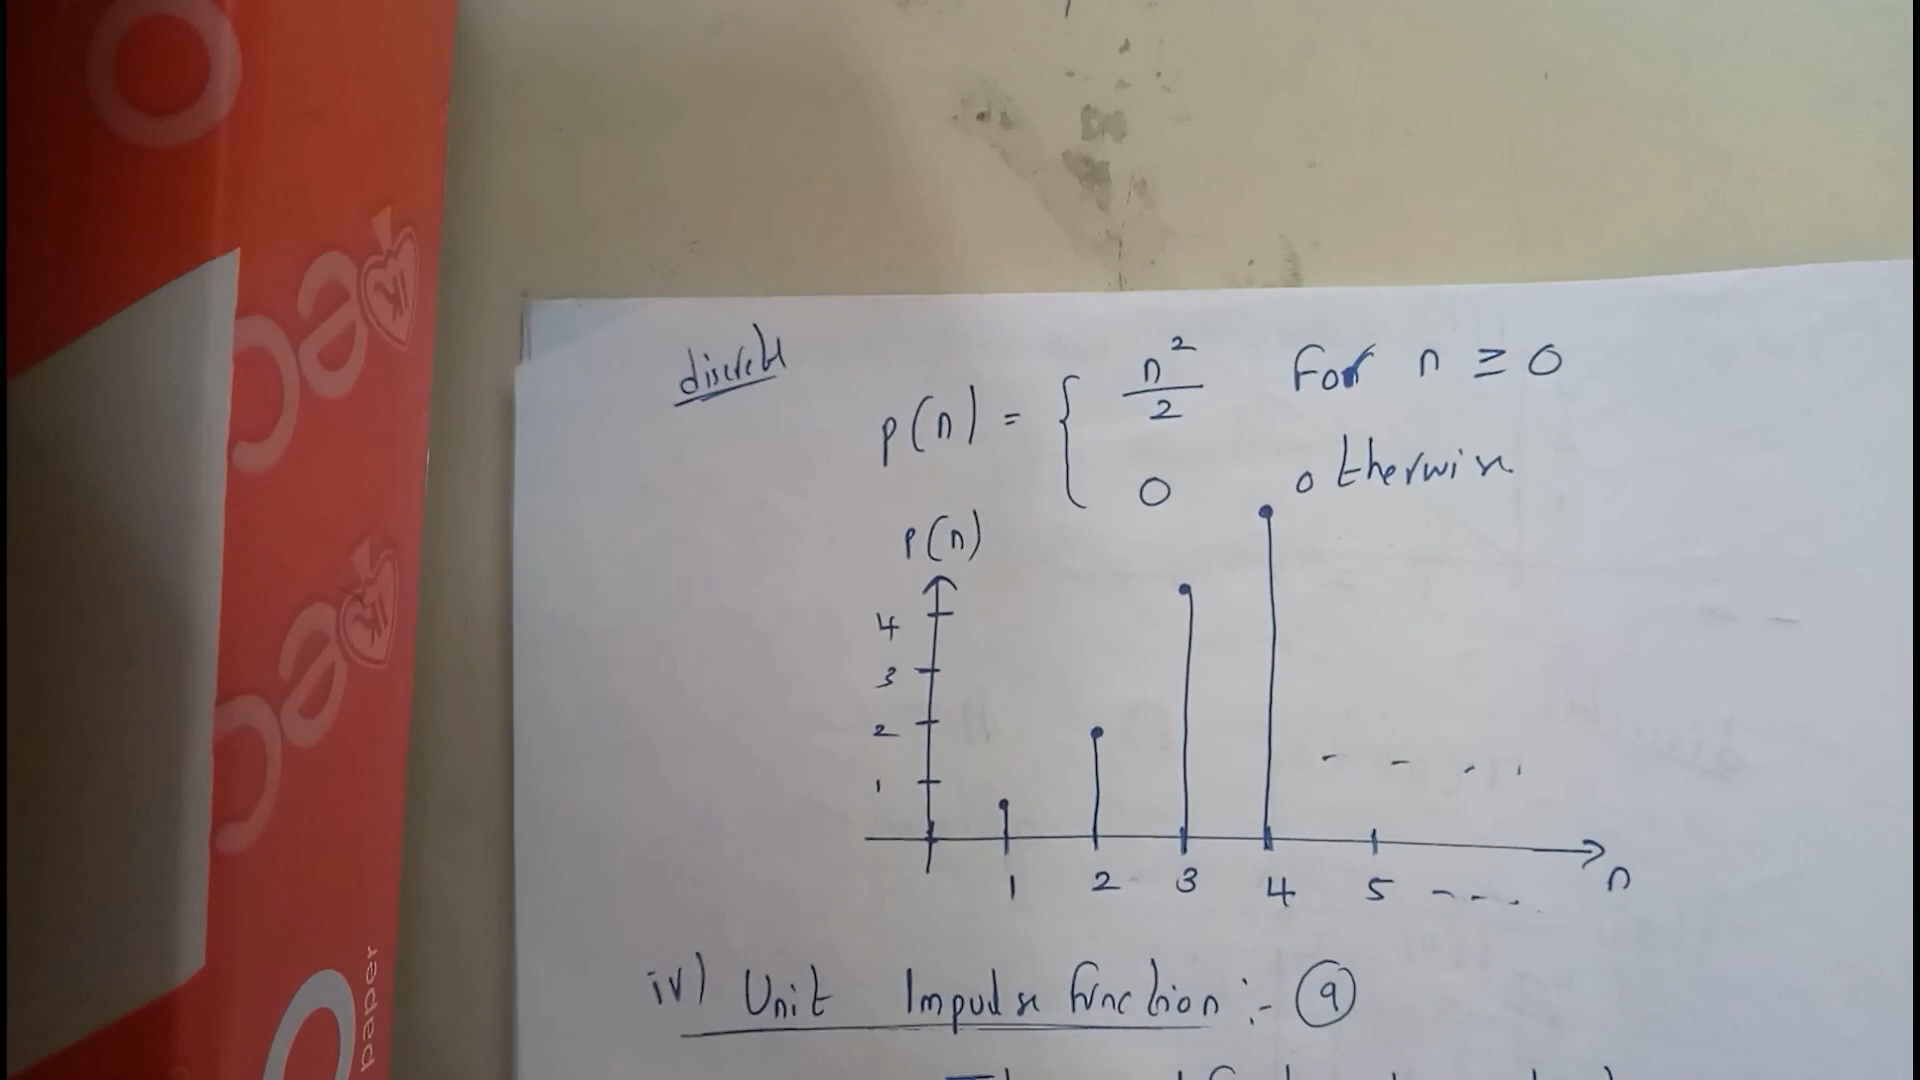 discrete
p(n) = { n²/2 For n ≥ 0
0 otherwise
p(n)
4
3
2
1
1 2 3 4 5 ---- n
iv) Unit Impulse function :- (9)
paper